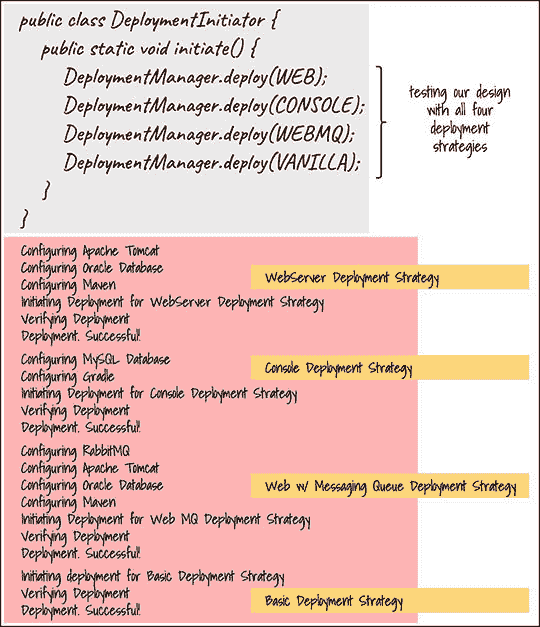 public class DeploymentInitiator {
public static void initiate() {
DeploymentManager.deploy(WEB);
DeploymentManager.deploy(CONSOLE);
DeploymentManager.deploy(WEBMQ);
DeploymentManager.deploy(VANILLA);
}
}
testing our design
with all four
deployment
strategies
Configuring Apache Tomcat
Configuring Oracle Database
Configuring Maven
Initiating Deployment for WebServer Deployment Strategy
Verifying Deployment
Deployment. Successful!
WebServer Deployment Strategy
Configuring MySQL Database
Configuring Gradle
Initiating Deployment for Console Deployment Strategy
Verifying Deployment
Deployment. Successful!
Console Deployment Strategy
Configuring RabbitMQ
Configuring Apache Tomcat
Configuring Oracle Database
Configuring Maven
Initiating Deployment for Web MQ Deployment Strategy
Verifying Deployment
Deployment. Successful!
Web w/ Messaging Queue Deployment Strategy
Initiating deployment for Basic Deployment Strategy
Verifying Deployment
Deployment. Successful!
Basic Deployment Strategy